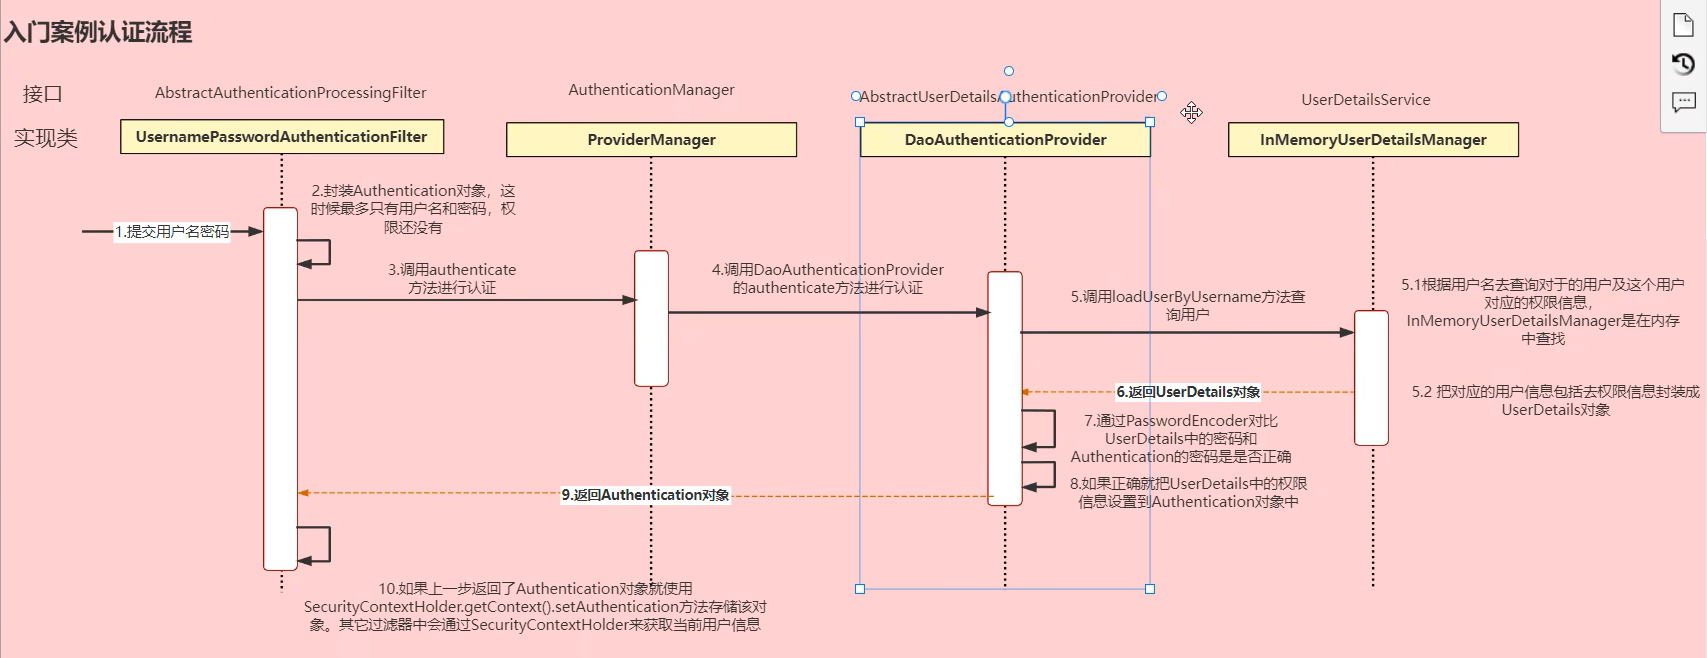 入门案例认证流程
接口
AbstractAuthenticationProcessingFilter
AuthenticationManager
AbstractUserDetailsAuthenticationProvider
UserDetailsService
实现类
UsernamePasswordAuthenticationFilter
ProviderManager
DaoAuthenticationProvider
InMemoryUserDetailsManager
1.提交用户名密码
2.封装Authentication对象，这
时候最多只有用户名和密码，权
限还没有
3.调用authenticate
方法进行认证
4.调用DaoAuthenticationProvider
的authenticate方法进行认证
5.调用loadUserByUsername方法查
询用户
5.1根据用户名去查询对于的用户及这个用户
对应的权限信息，
InMemoryUserDetailsManager是在内存
中查找
5.2 把对应的用户信息包括去权限信息封装成
UserDetails对象
6.返回UserDetails对象
7.通过PasswordEncoder对比
UserDetails中的密码和
Authentication的密码是是否正确
8.如果正确就把UserDetails中的权限
信息设置到Authentication对象中
9.返回Authentication对象
10.如果上一步返回了Authentication对象就使用
SecurityContextHolder.getContext().setAuthentication方法存储该对
象。其它过滤器中会通过SecurityContextHolder来获取当前用户信息